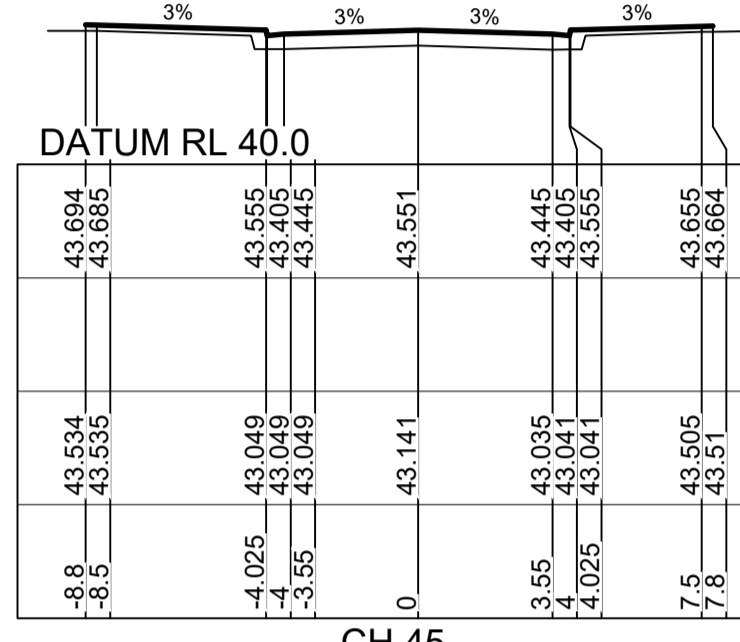 3% 3% 3% 3%
DATUM RL 40.0
43.694 43.685 43.555 43.405 43.445 43.551 43.445 43.405 43.555 43.655 43.664
43.534 43.535 43.049 43.049 43.049 43.141 43.035 43.041 43.041 43.505 43.51
-8.8 -8.5 -4.025 -4 -3.55 0 3.55 4 4.025 7.5 7.8
CH 45